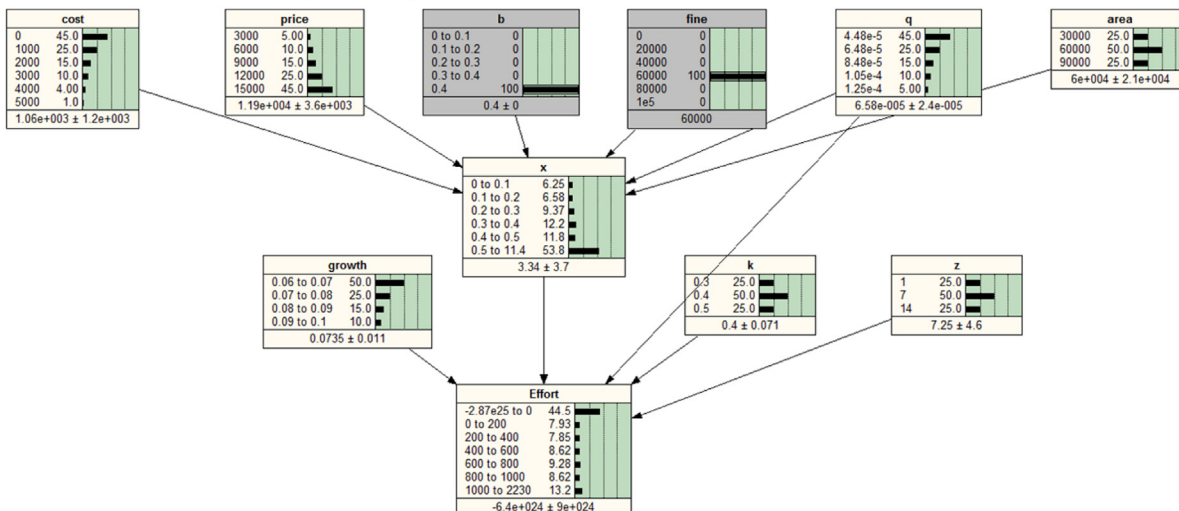 cost
0 45.0
1000 25.0
2000 15.0
3000 10.0
4000 4.00
5000 1.0
1.06e+003 ± 1.2e+003
price
3000 5.00
6000 10.0
9000 15.0
12000 25.0
15000 45.0
1.19e+004 ± 3.6e+003
b
0 to 0.1 0
0.1 to 0.2 0
0.2 to 0.3 0
0.3 to 0.4 0
0.4 100
0.4 ± 0
fine
0 0
20000 0
40000 0
60000 100
80000 0
1e5 0
60000
q
4.48e-5 45.0
6.48e-5 25.0
8.48e-5 15.0
1.05e-4 10.0
1.25e-4 5.00
6.58e-005 ± 2.4e-005
area
30000 25.0
60000 50.0
90000 25.0
6e+004 ± 2.1e+004
x
0 to 0.1 6.25
0.1 to 0.2 6.58
0.2 to 0.3 9.37
0.3 to 0.4 12.2
0.4 to 0.5 11.8
0.5 to 11.4 53.8
3.34 ± 3.7
growth
0.06 to 0.07 50.0
0.07 to 0.08 25.0
0.08 to 0.09 15.0
0.09 to 0.1 10.0
0.0735 ± 0.011
k
0.3 25.0
0.4 50.0
0.5 25.0
0.4 ± 0.071
z
1 25.0
7 50.0
14 25.0
7.25 ± 4.6
Effort
-2.87e25 to 0 44.5
0 to 200 7.93
200 to 400 7.85
400 to 600 8.62
600 to 800 9.28
800 to 1000 8.62
1000 to 2230 13.2
-6.4e+024 ± 9e+024